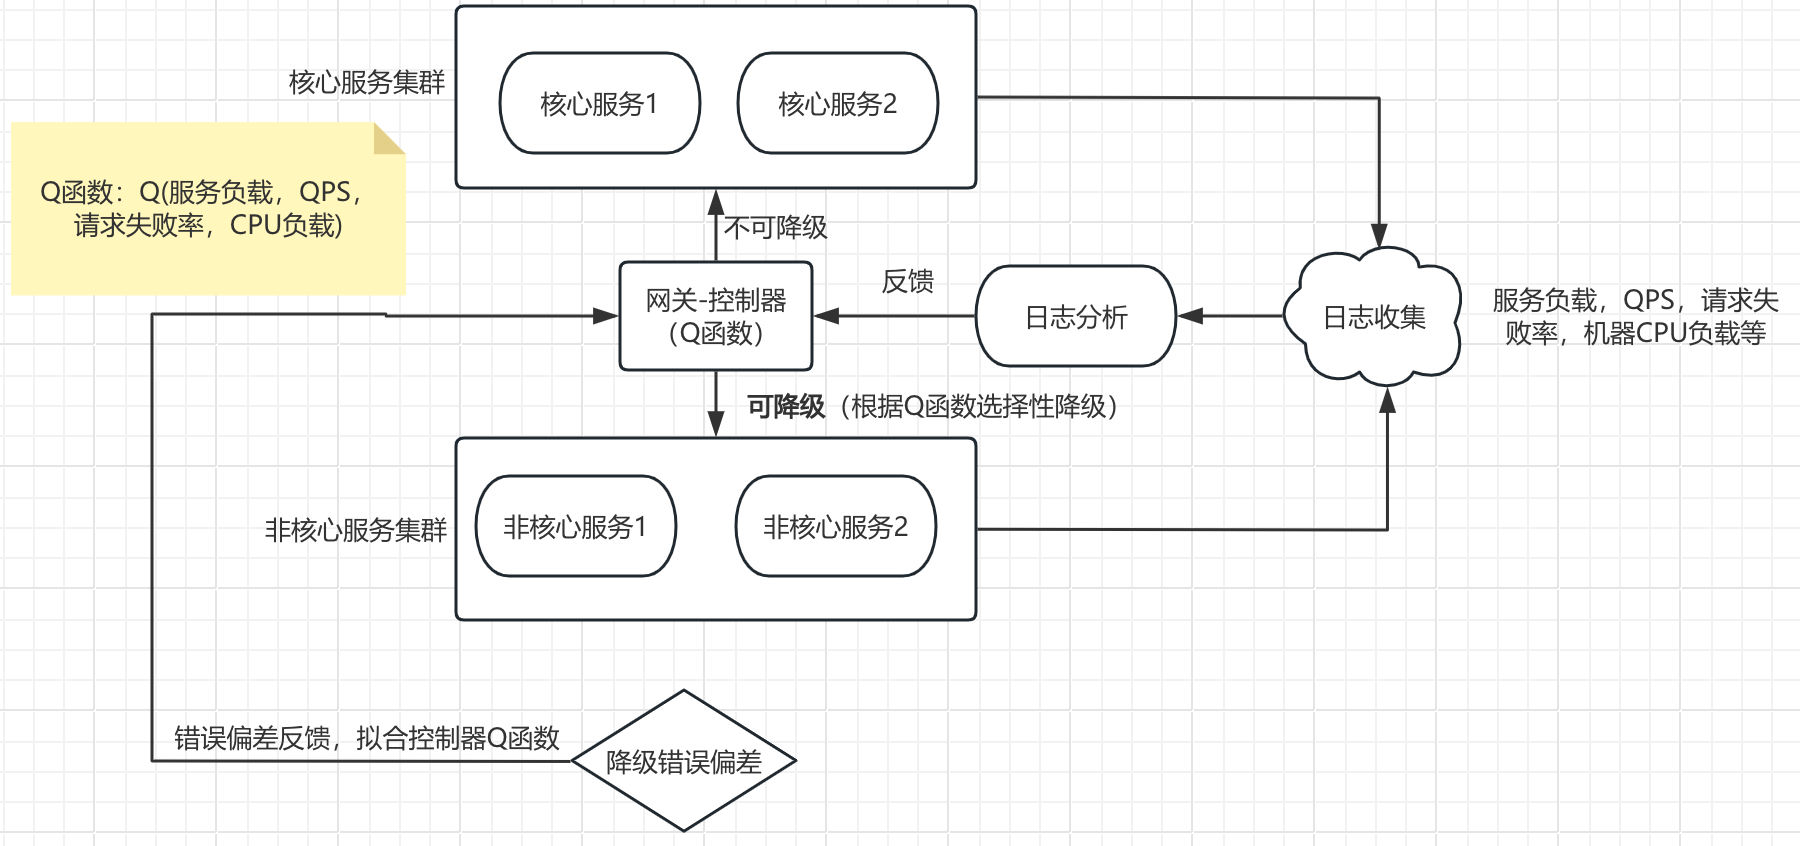 核心服务集群
核心服务1
核心服务2
Q函数：Q(服务负载，QPS，
请求失败率，CPU负载)
不可降级
网关-控制器
（Q函数）
反馈
日志分析
日志收集
服务负载，QPS，请求失
败率，机器CPU负载等
可降级（根据Q函数选择性降级）
非核心服务集群
非核心服务1
非核心服务2
错误偏差反馈，拟合控制器Q函数
降级错误偏差